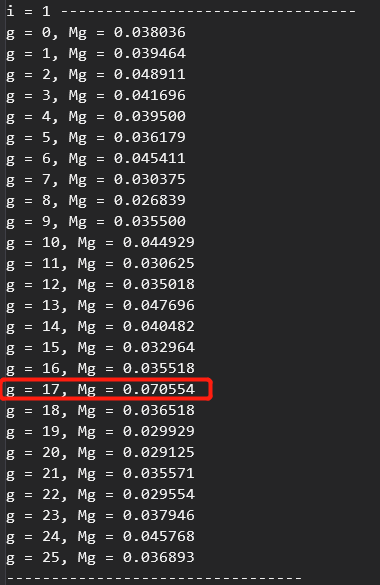 i = 1 ---------------------------------
g = 0, Mg = 0.038036
g = 1, Mg = 0.039464
g = 2, Mg = 0.048911
g = 3, Mg = 0.041696
g = 4, Mg = 0.039500
g = 5, Mg = 0.036179
g = 6, Mg = 0.045411
g = 7, Mg = 0.030375
g = 8, Mg = 0.026839
g = 9, Mg = 0.035500
g = 10, Mg = 0.044929
g = 11, Mg = 0.030625
g = 12, Mg = 0.035018
g = 13, Mg = 0.047696
g = 14, Mg = 0.040482
g = 15, Mg = 0.032964
g = 16, Mg = 0.035518
g = 17, Mg = 0.070554
g = 18, Mg = 0.036518
g = 19, Mg = 0.029929
g = 20, Mg = 0.029125
g = 21, Mg = 0.035571
g = 22, Mg = 0.029554
g = 23, Mg = 0.037946
g = 24, Mg = 0.045768
g = 25, Mg = 0.036893
---------------------------------